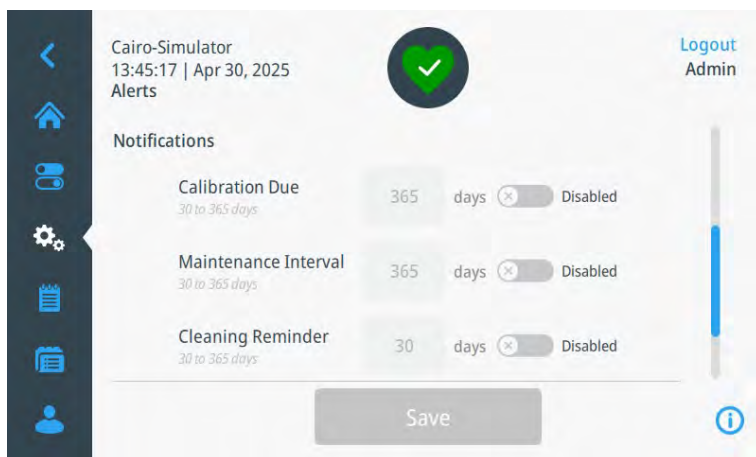 Cairo-Simulator
13:45:17 | Apr 30, 2025
Alerts
Logout
Admin
Notifications
Calibration Due
30 to 365 days
365 days Disabled
Maintenance Interval
30 to 365 days
365 days Disabled
Cleaning Reminder
30 to 365 days
30 days Disabled
Save